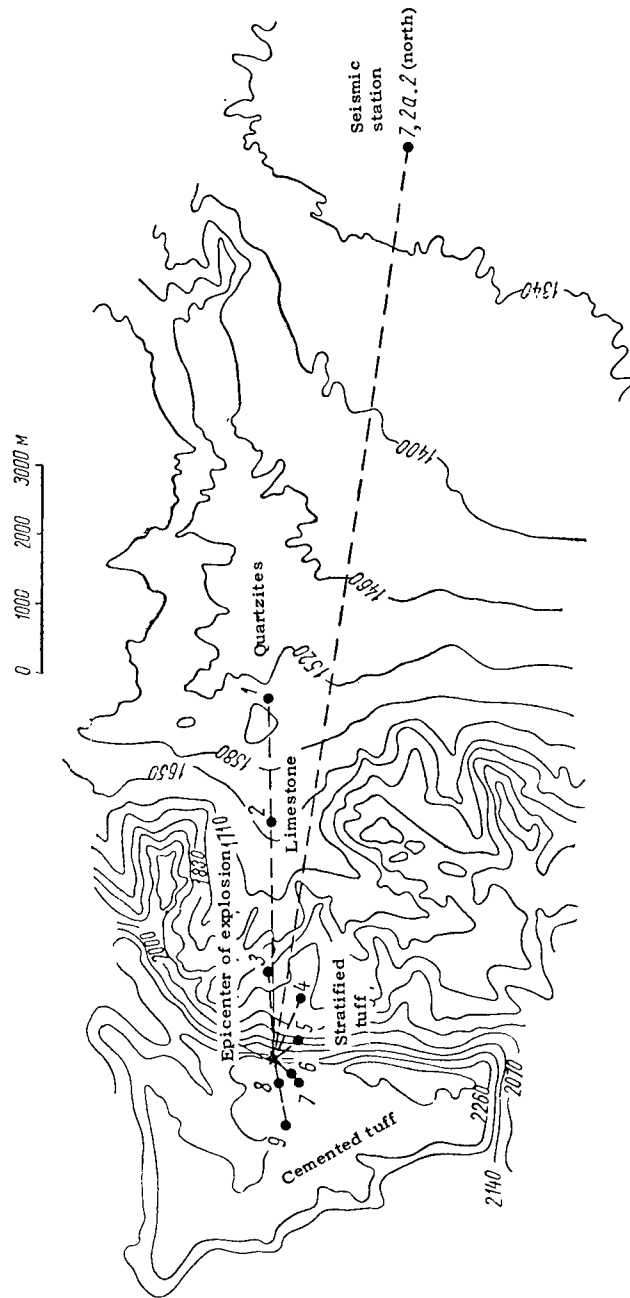 0 1000 2000 3000 M
Seismic
station
7, 2a.2 (north)
1340
1400
1460
Quartzites
1520
1
1580
1650
2
Limestone
1710
1830
2000
Epicenter of explosion
3
4
Stratified
tuff
5
6
7
8
9
Cemented tuff
2070
2260
2140